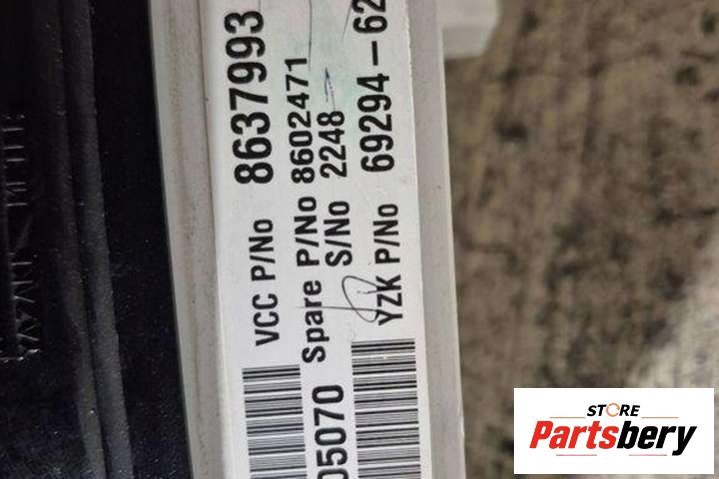 VCC P/No 8637993
Spare P/No 8602471
S/No 2248-
YZK P/No 69294-62
05070
STORE
Partsbery